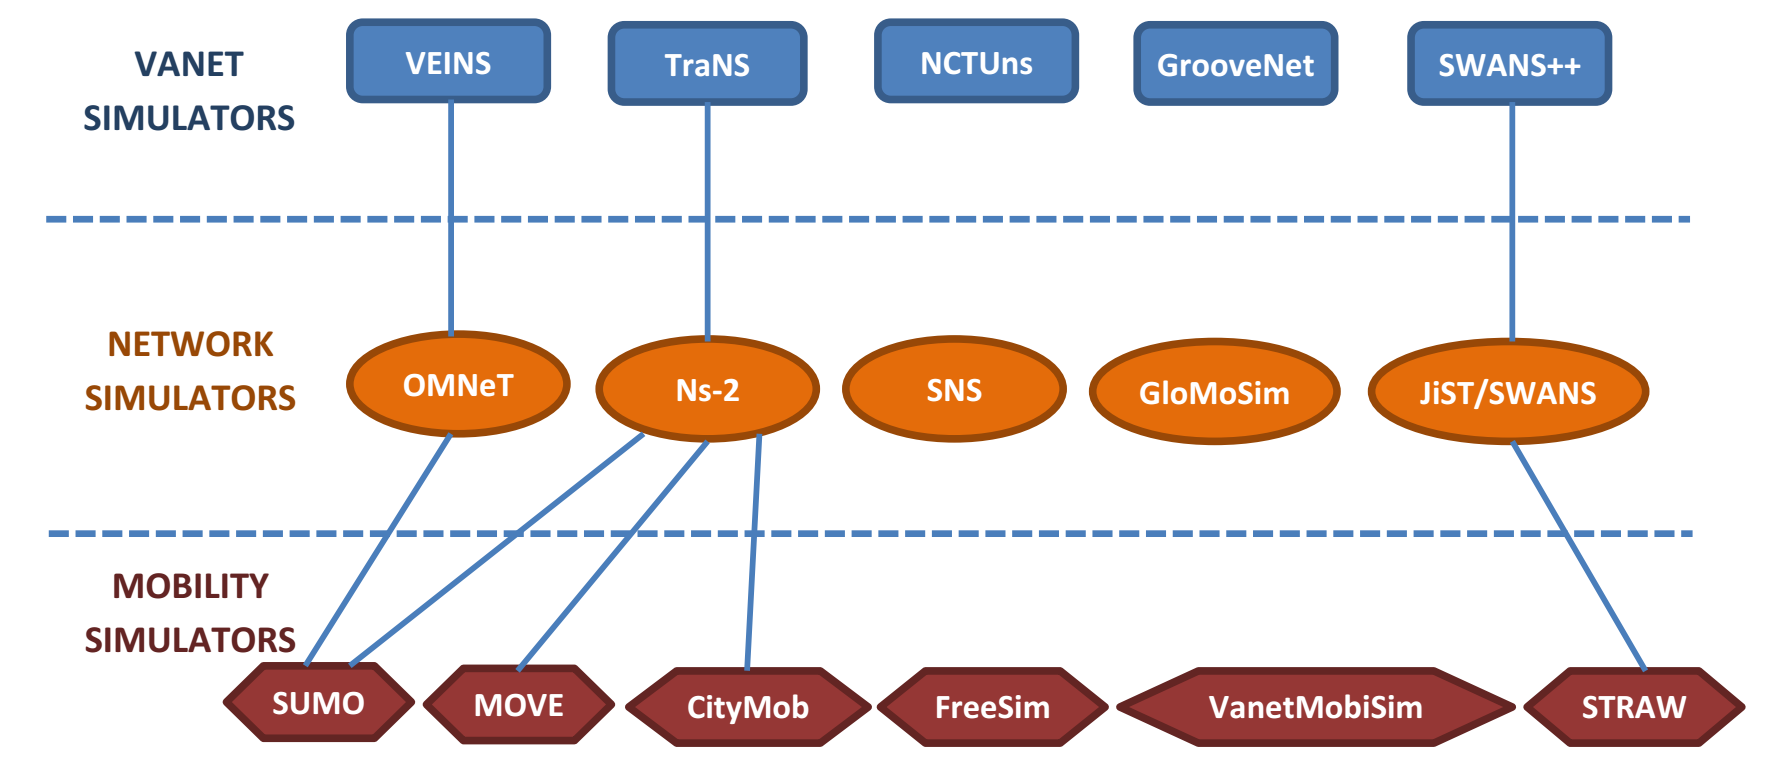 VANET
SIMULATORS
VEINS
TraNS
NCTUns
GrooveNet
SWANS++
NETWORK
SIMULATORS
OMNeT
Ns-2
SNS
GloMoSim
JiST/SWANS
MOBILITY
SIMULATORS
SUMO
MOVE
CityMob
FreeSim
VanetMobiSim
STRAW